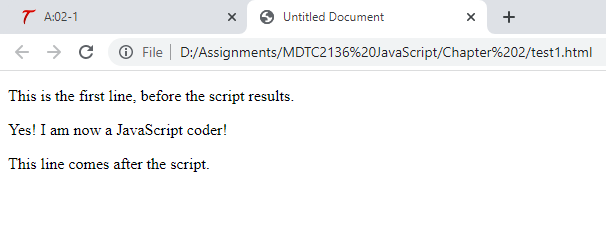 A:02-1
Untitled Document
File D:/Assignments/MDTC2136%20JavaScript/Chapter%202/test1.html
This is the first line, before the script results.
Yes! I am now a JavaScript coder!
This line comes after the script.